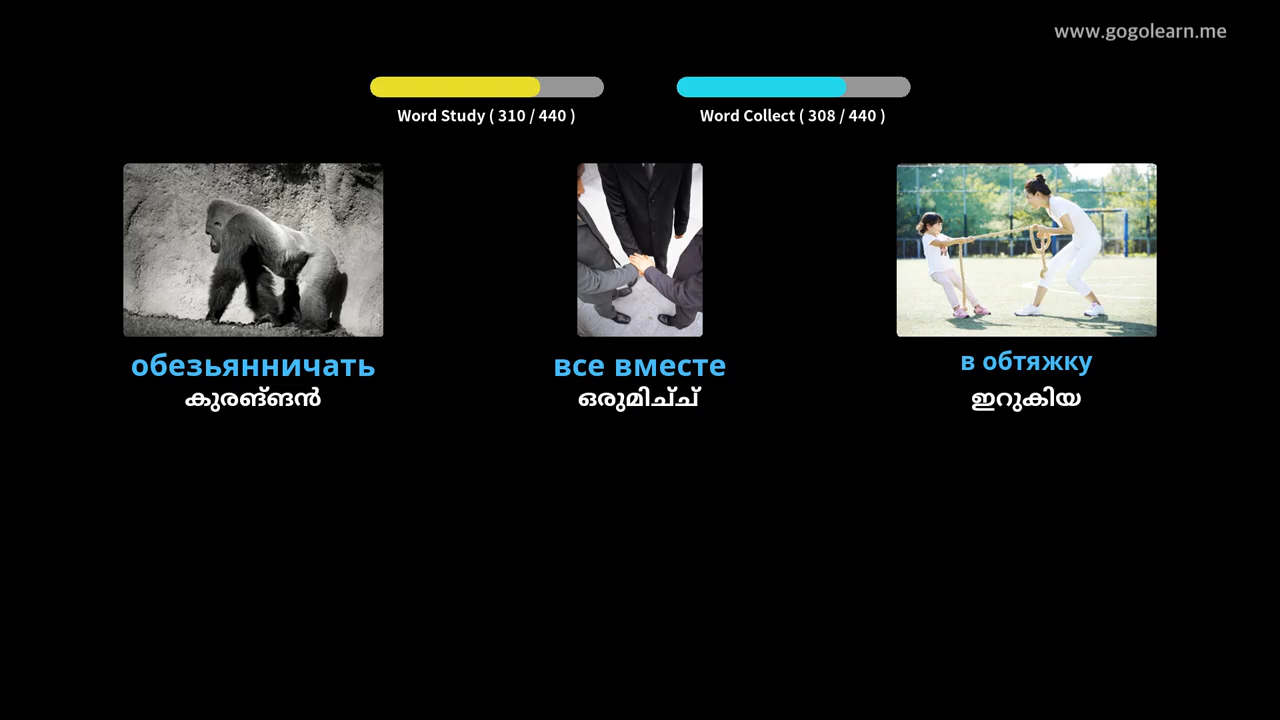 www.gogolearn.me
Word Study ( 310 / 440 )
Word Collect ( 308 / 440 )
обезьянничать
കുരങ്ങൻ
все вместе
ഒരുമിച്ച്
в обтяжку
ഇറുകിയ